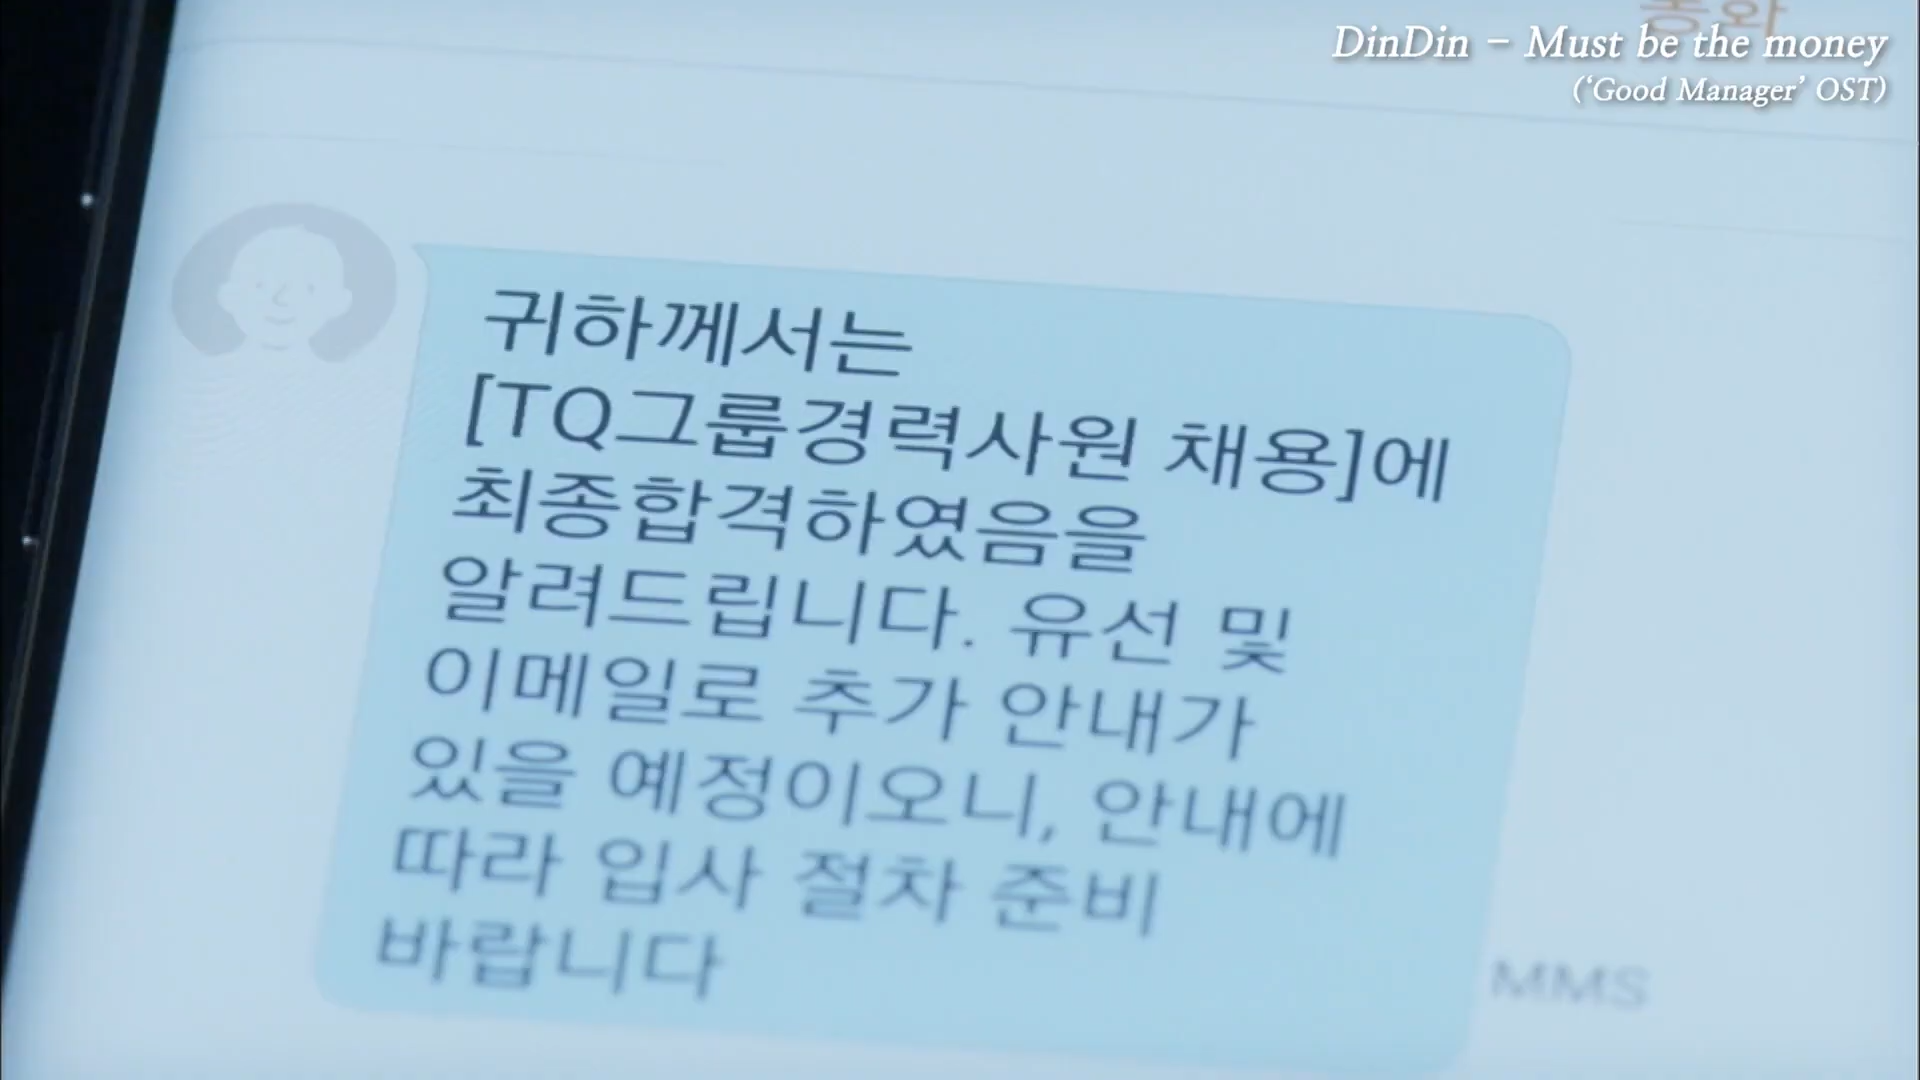 통화
DinDin - Must be the money
('Good Manager' OST)
귀하께서는
[TQ그룹경력사원 채용]에
최종합격하였음을
알려드립니다. 유선 및
이메일로 추가 안내가
있을 예정이오니, 안내에
따라 입사 절차 준비
바랍니다
MMS